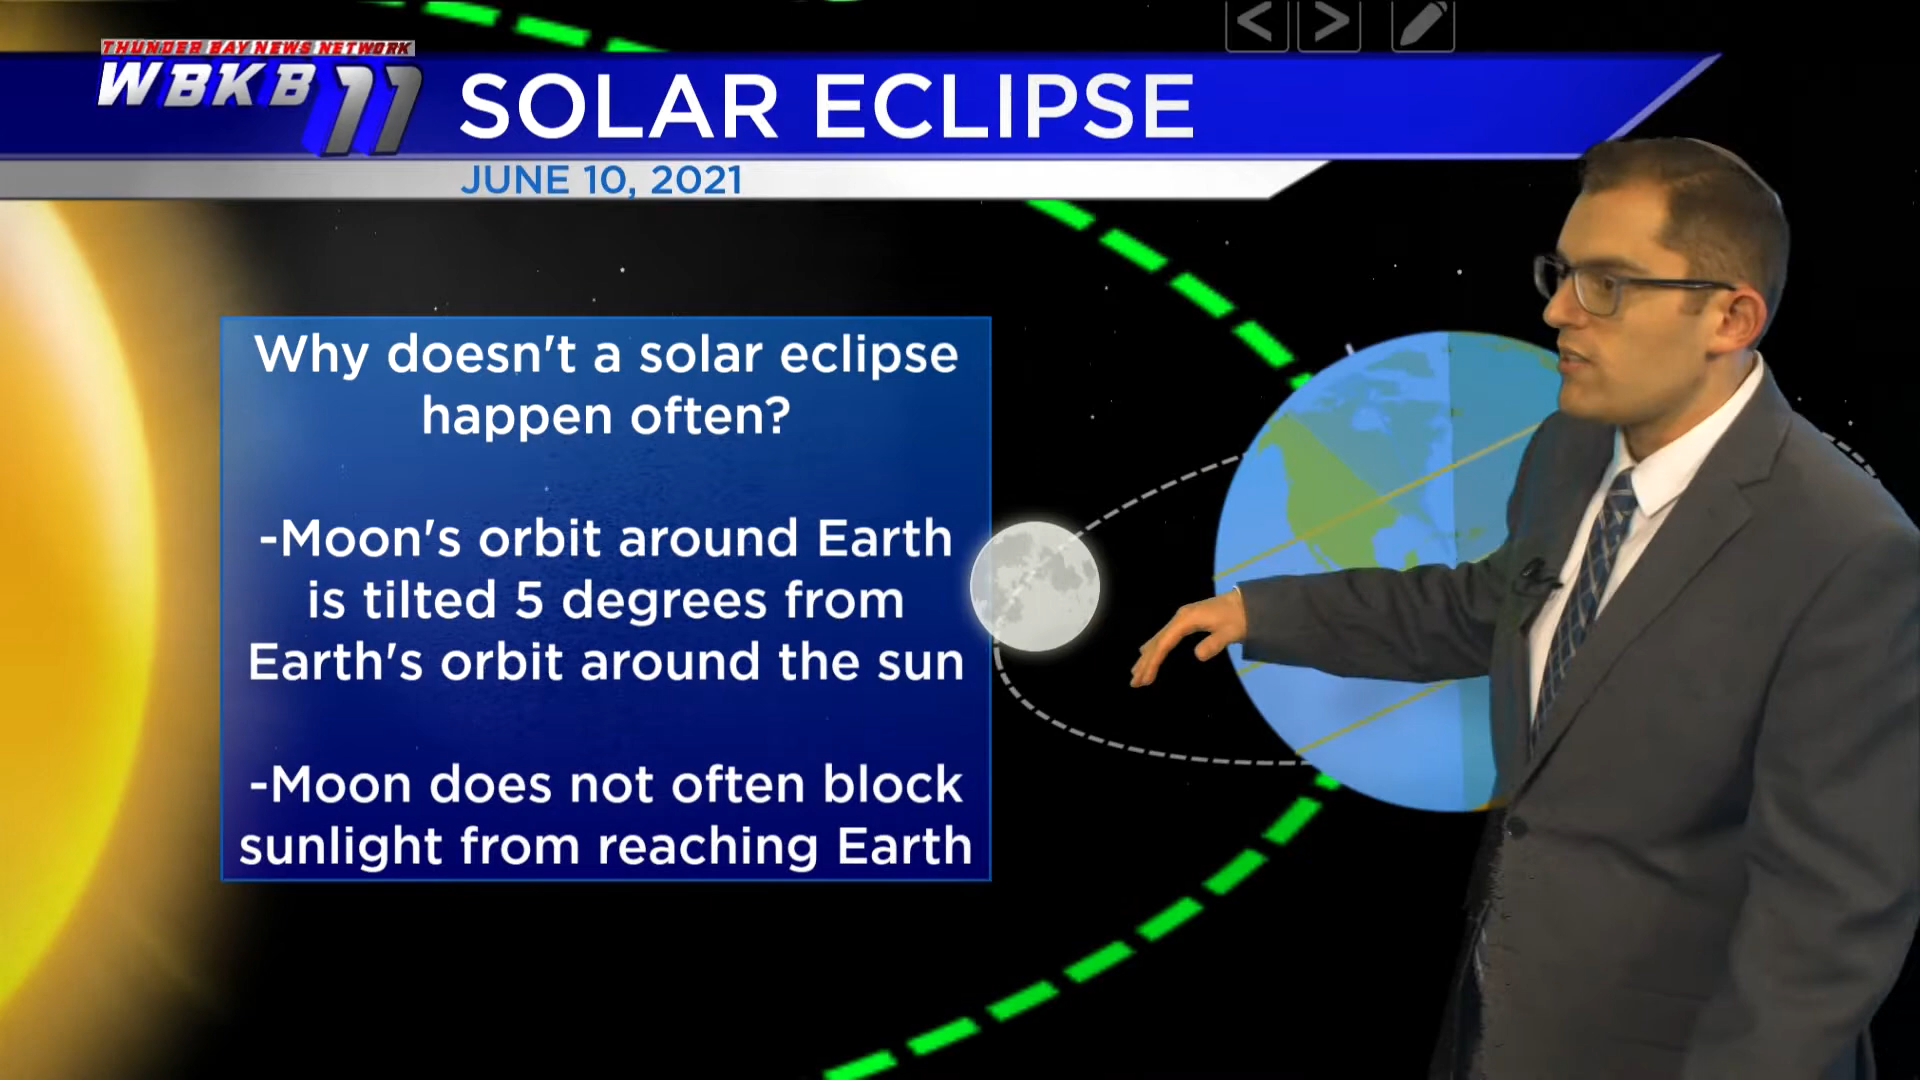 THUNDER BAY NEWS NETWORK
WBKB 11
SOLAR ECLIPSE
JUNE 10, 2021
Why doesn't a solar eclipse
happen often?
-Moon's orbit around Earth
is tilted 5 degrees from
Earth's orbit around the sun
-Moon does not often block
sunlight from reaching Earth